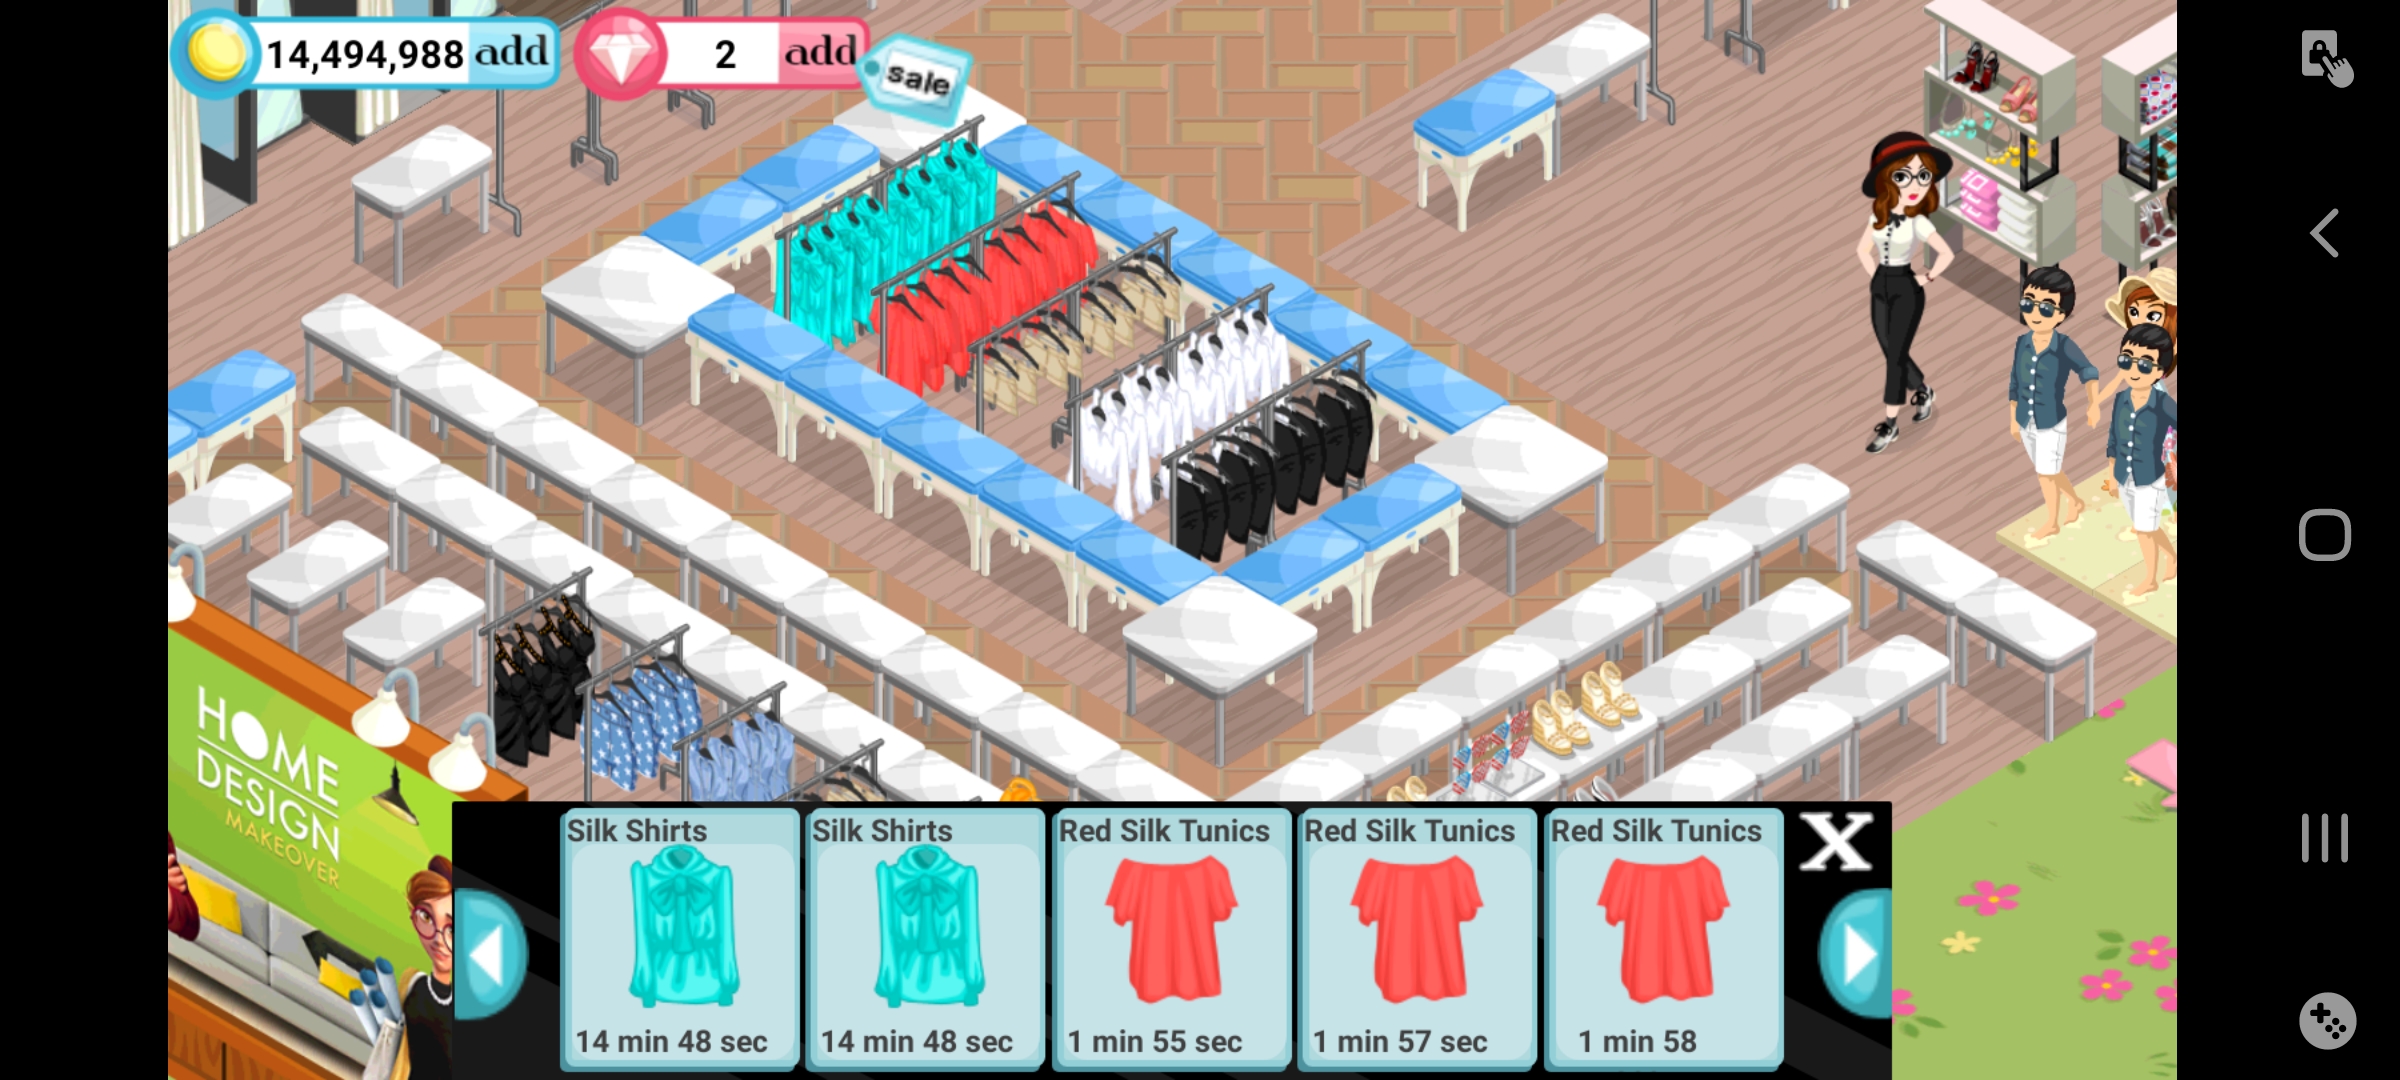 14,494,988 add
2 add
sale
HOME
DESIGN
MAKEOVER
Silk Shirts
14 min 48 sec
Silk Shirts
14 min 48 sec
Red Silk Tunics
1 min 55 sec
Red Silk Tunics
1 min 57 sec
Red Silk Tunics
1 min 58
X